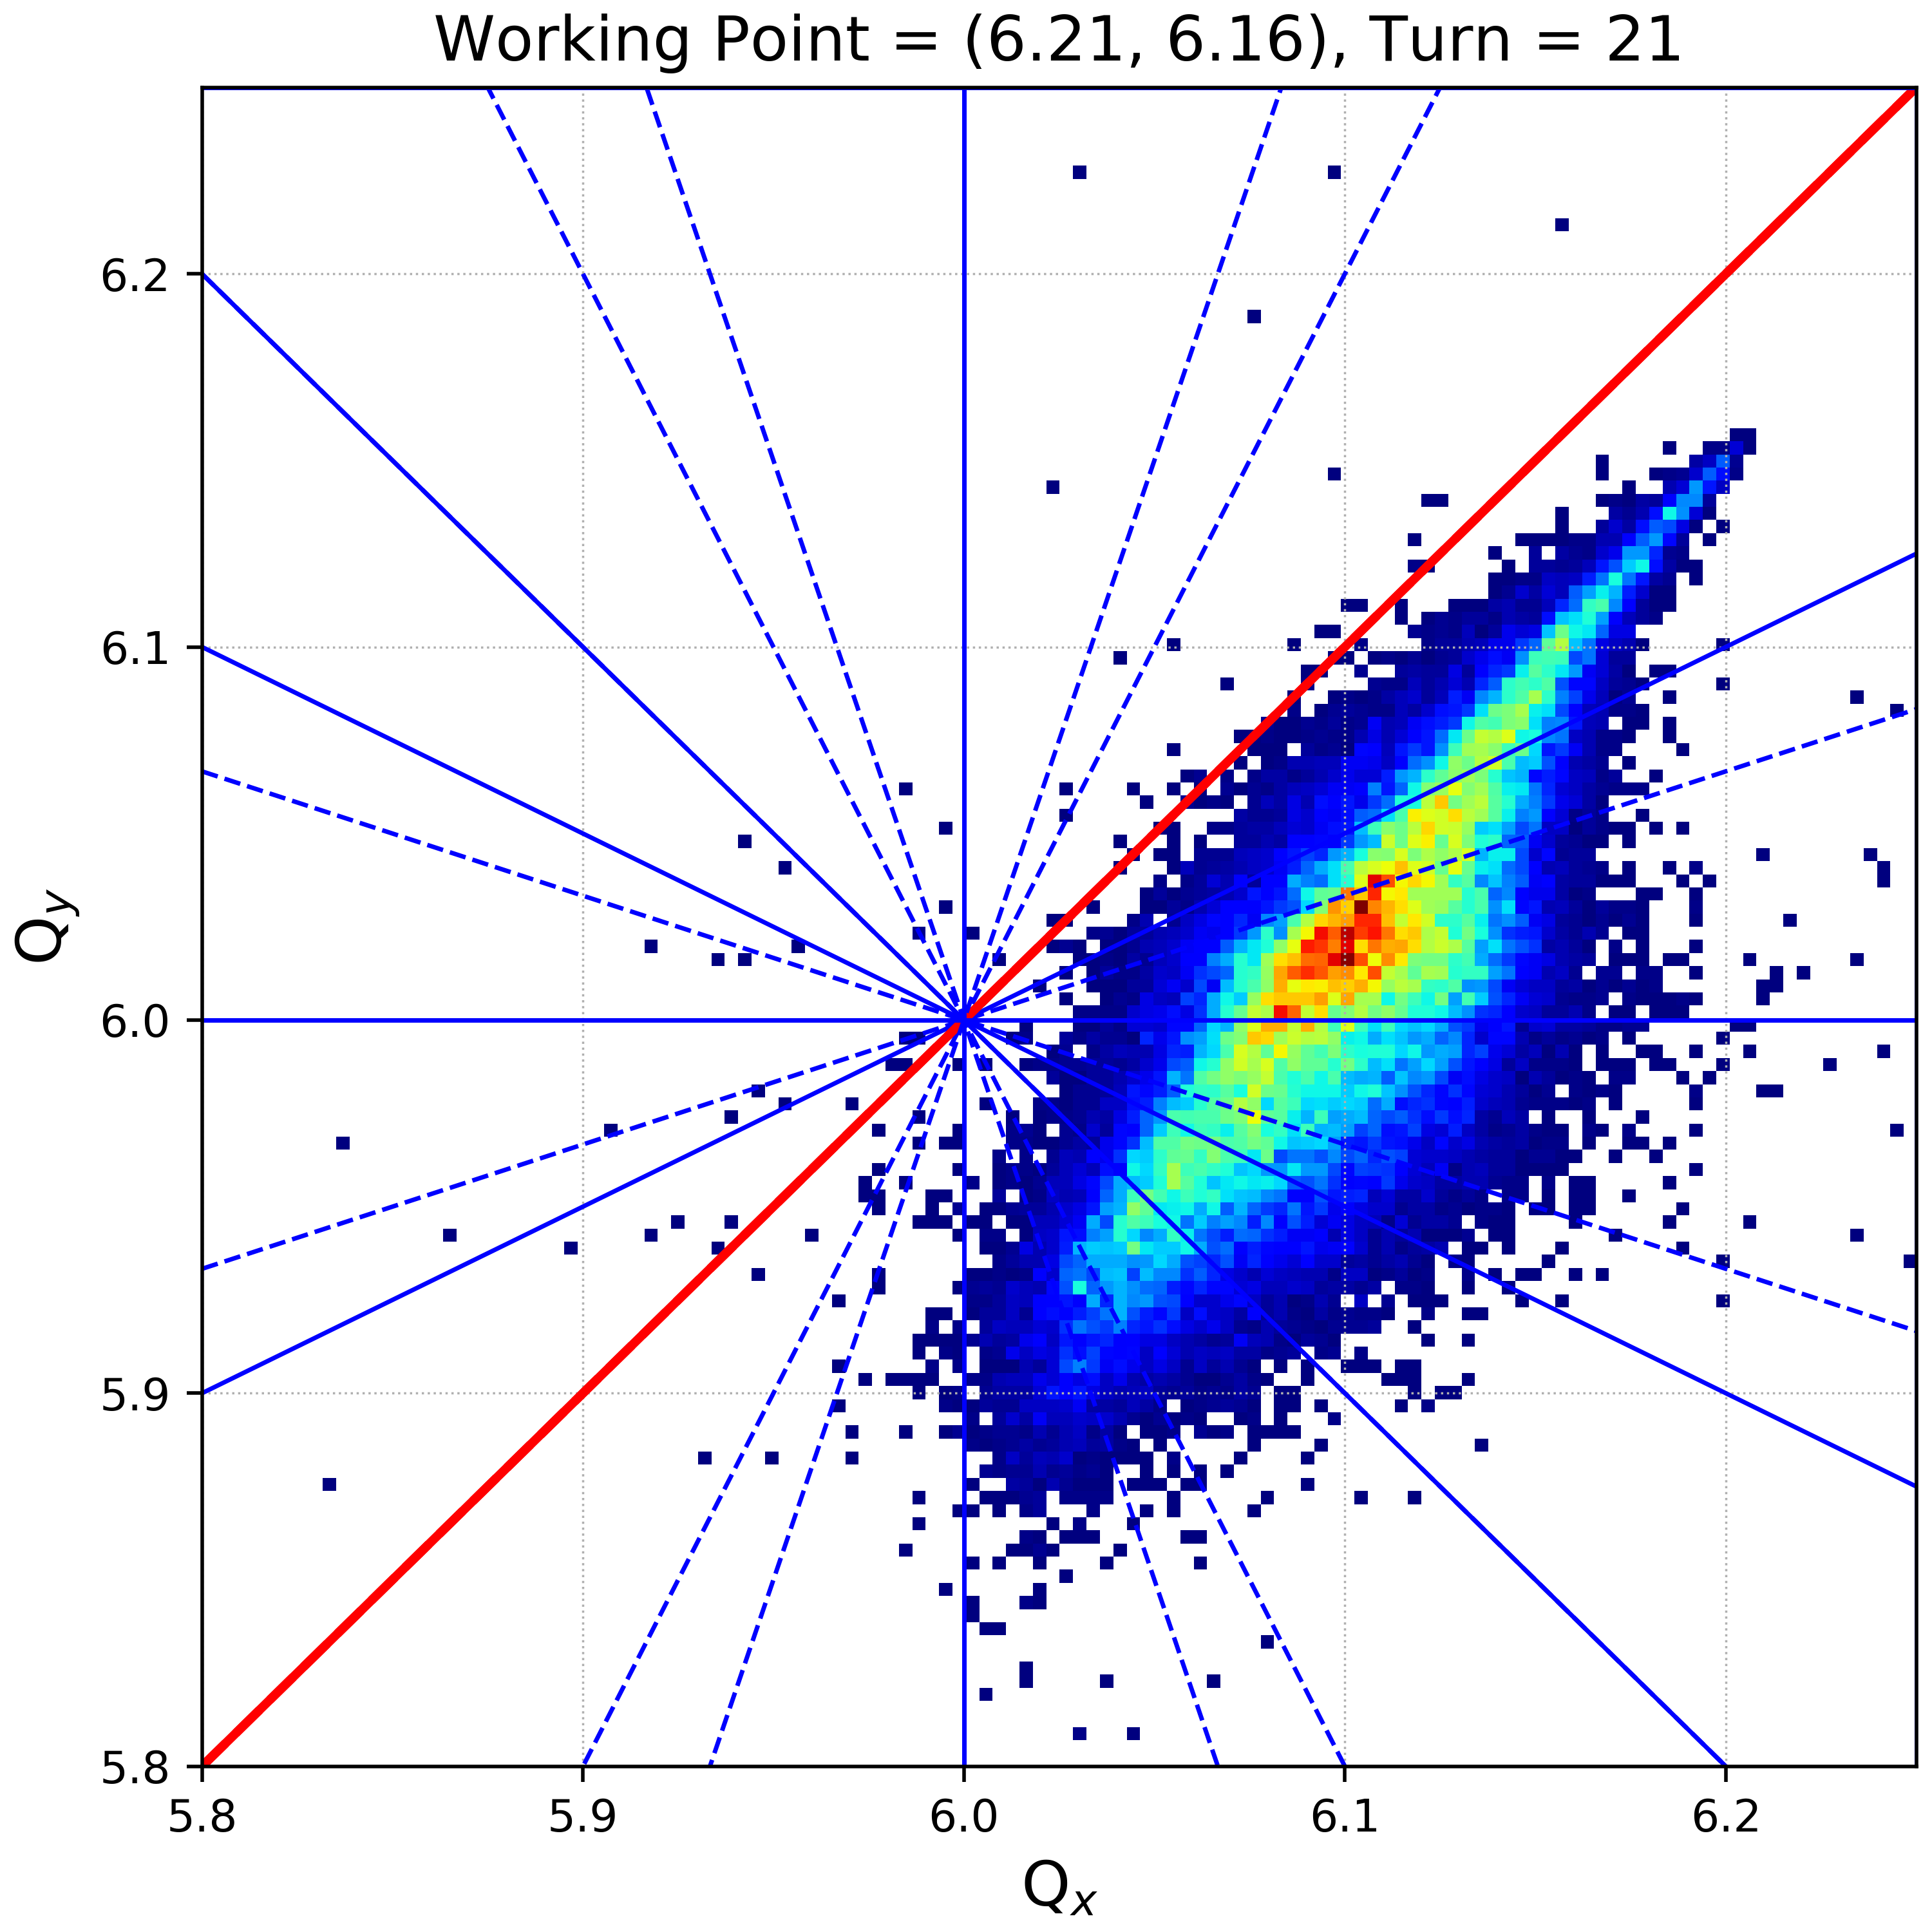 Working Point = (6.21, 6.16), Turn = 21
6.2
6.1
6.0
5.9
5.8
Qy
5.8 5.9 6.0 6.1 6.2
Qx